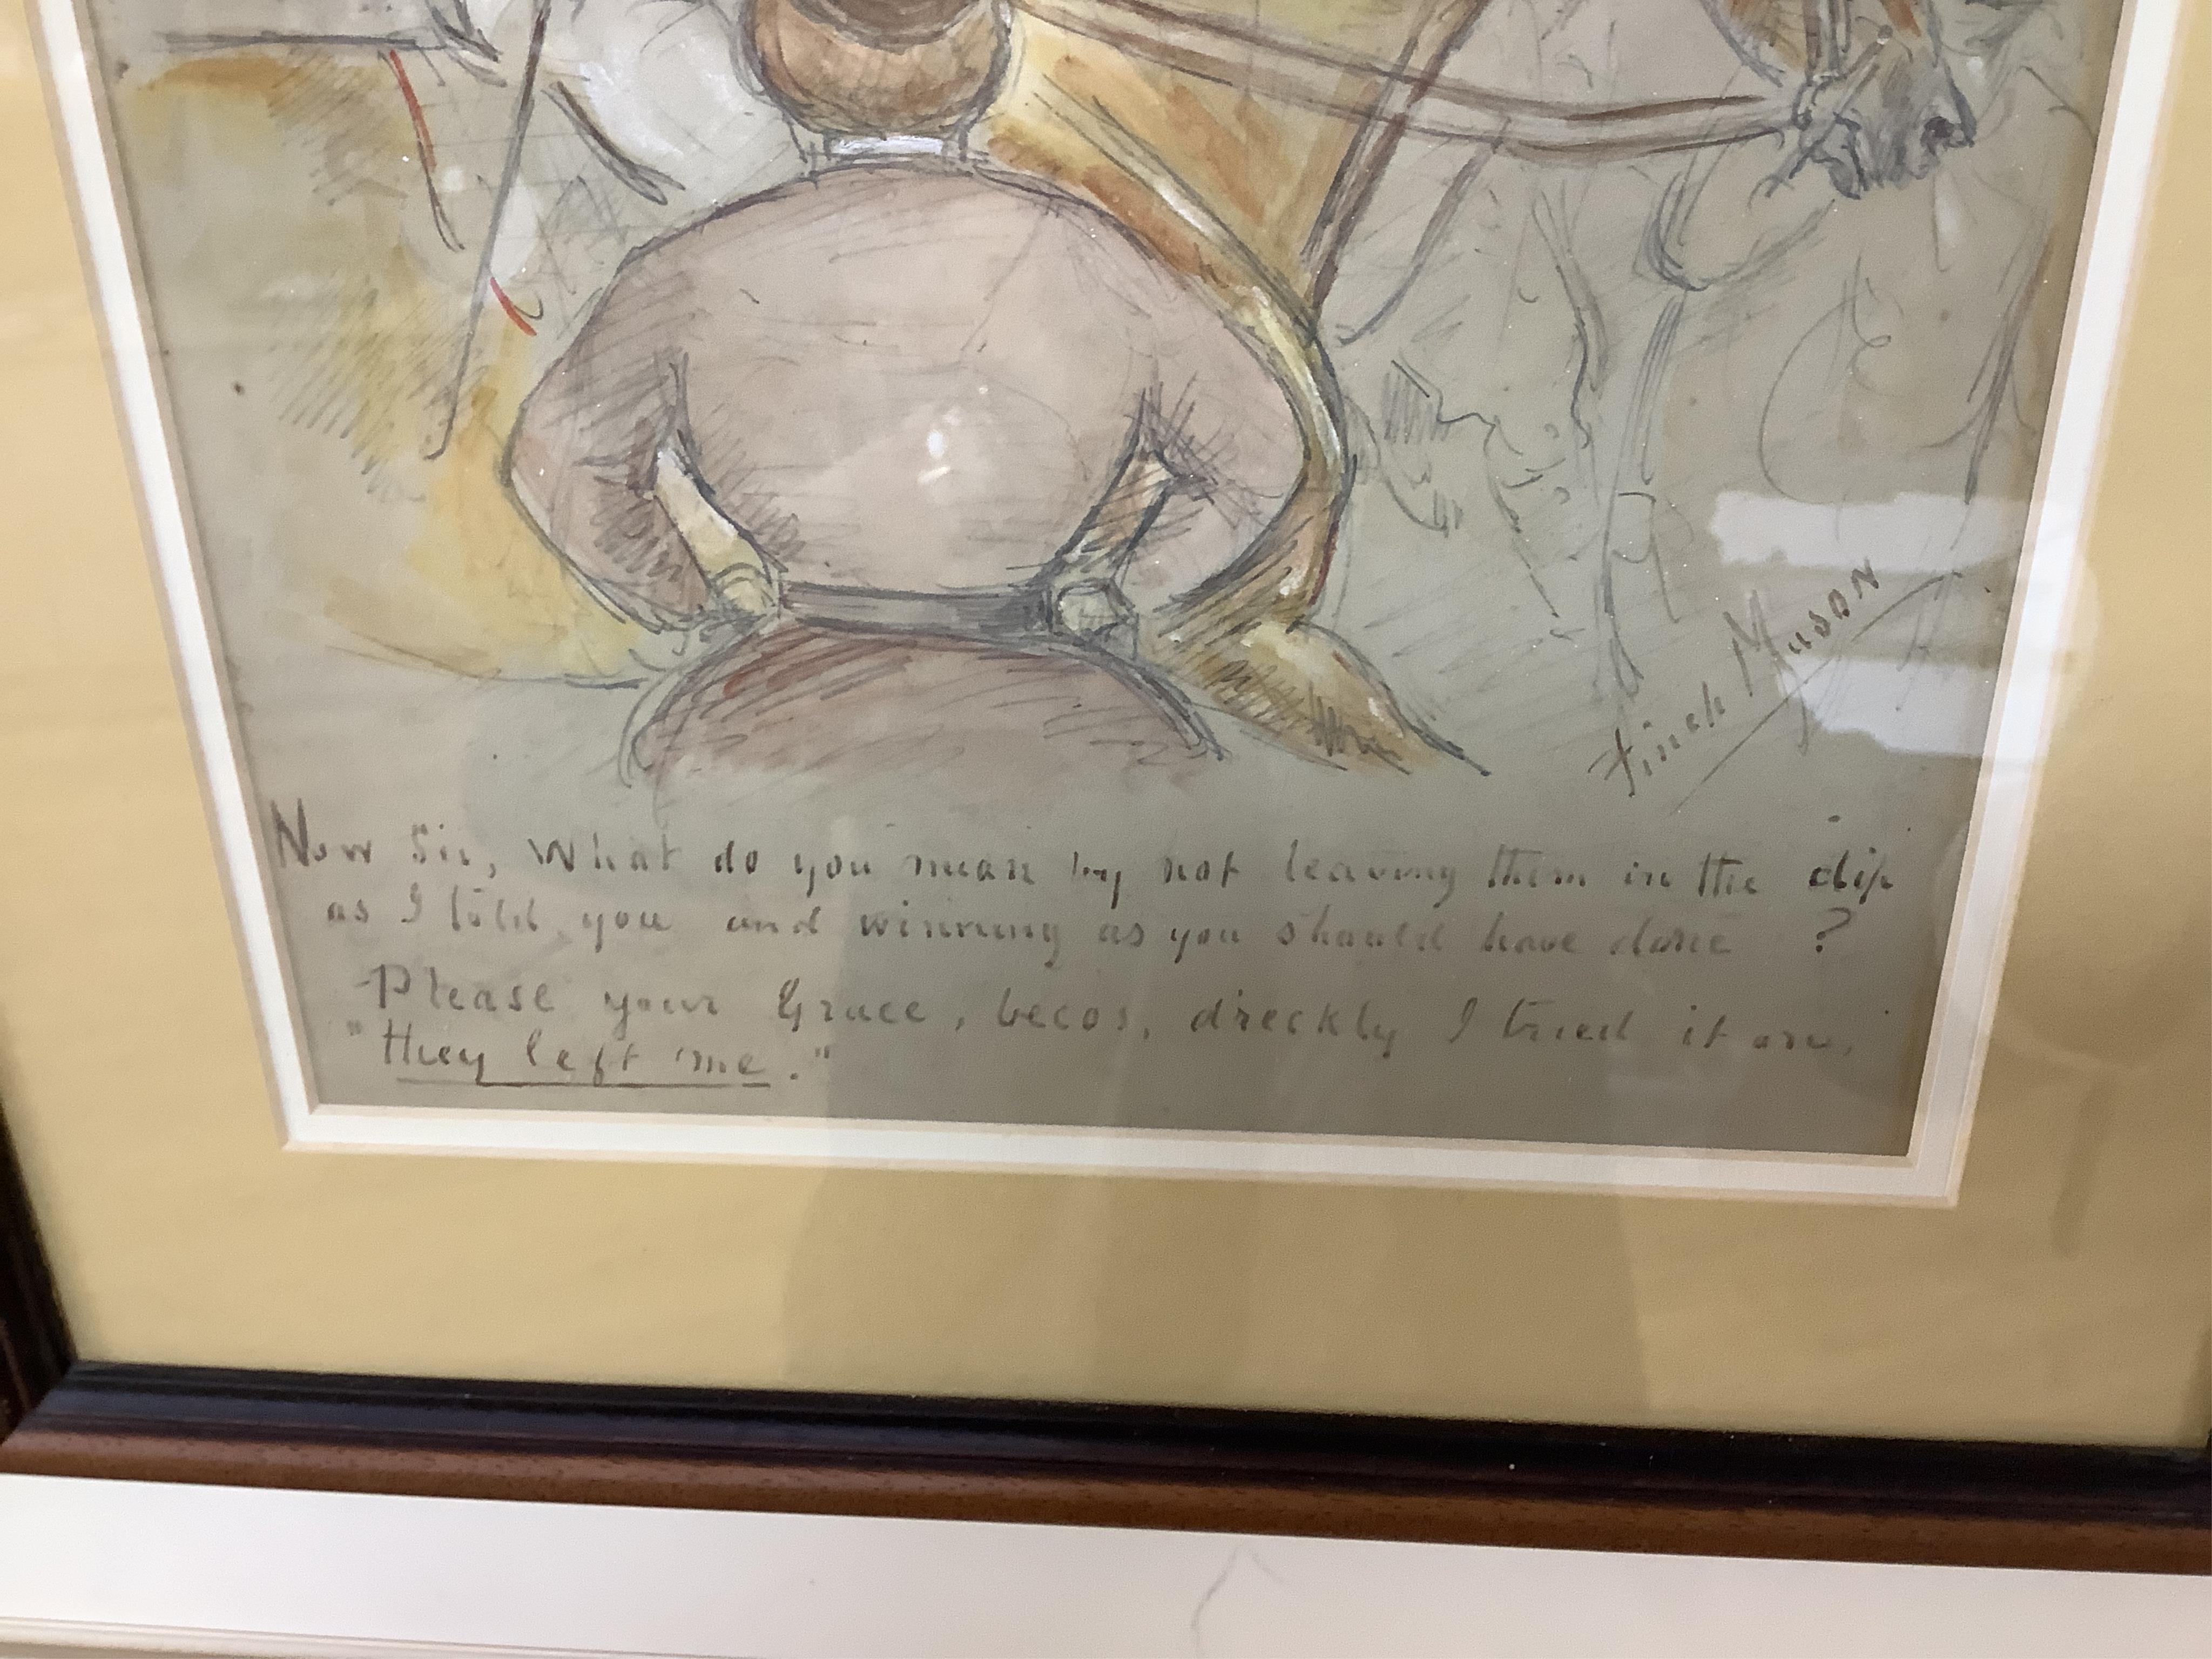 Finch Mason
Now Sir, What do you mean by not leaving them in the dip
as I told you and winning as you should have done ?
Please your Grace, becos, direckly I tried it on,
"They left me."